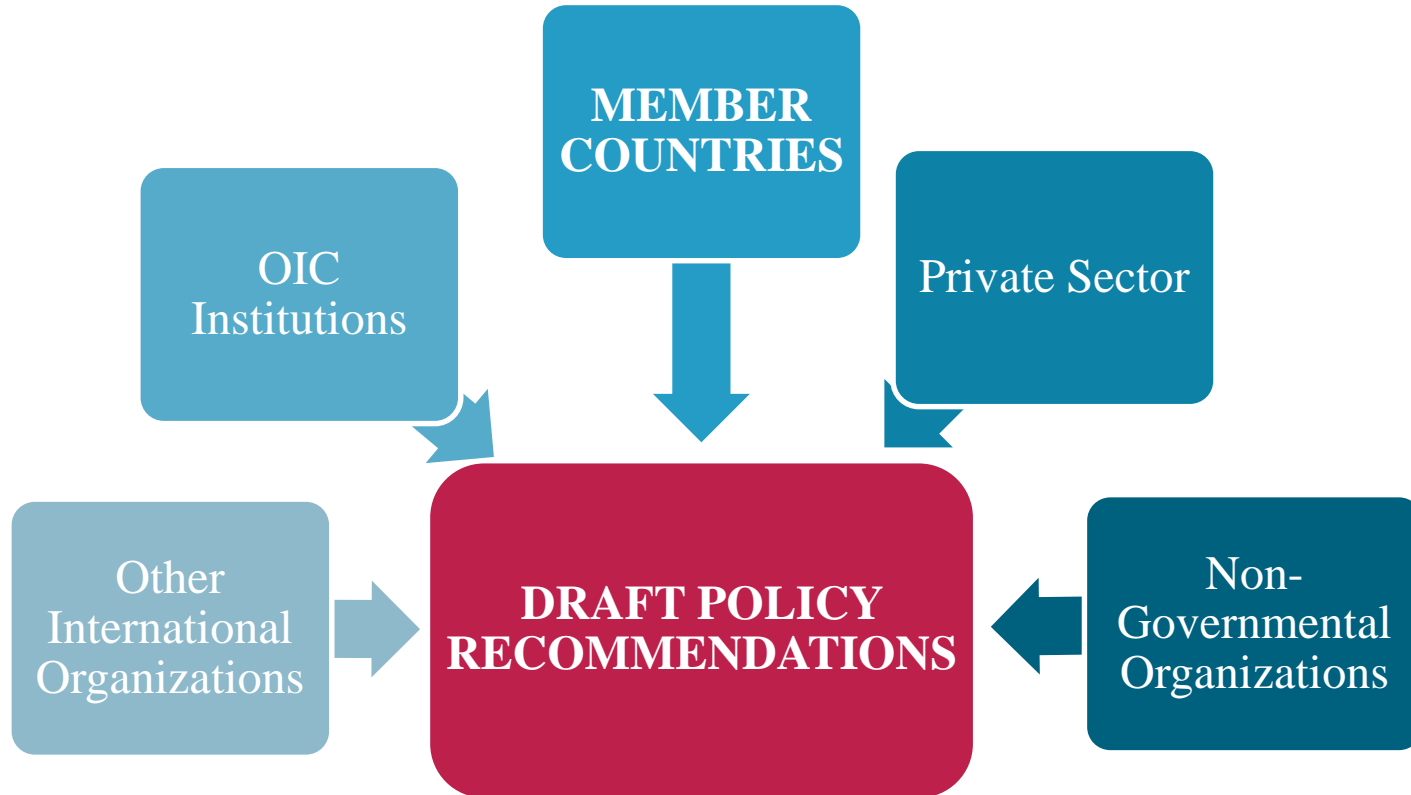 MEMBER
COUNTRIES
OIC
Institutions
Private Sector
Other
International
Organizations
DRAFT POLICY
RECOMMENDATIONS
Non-
Governmental
Organizations